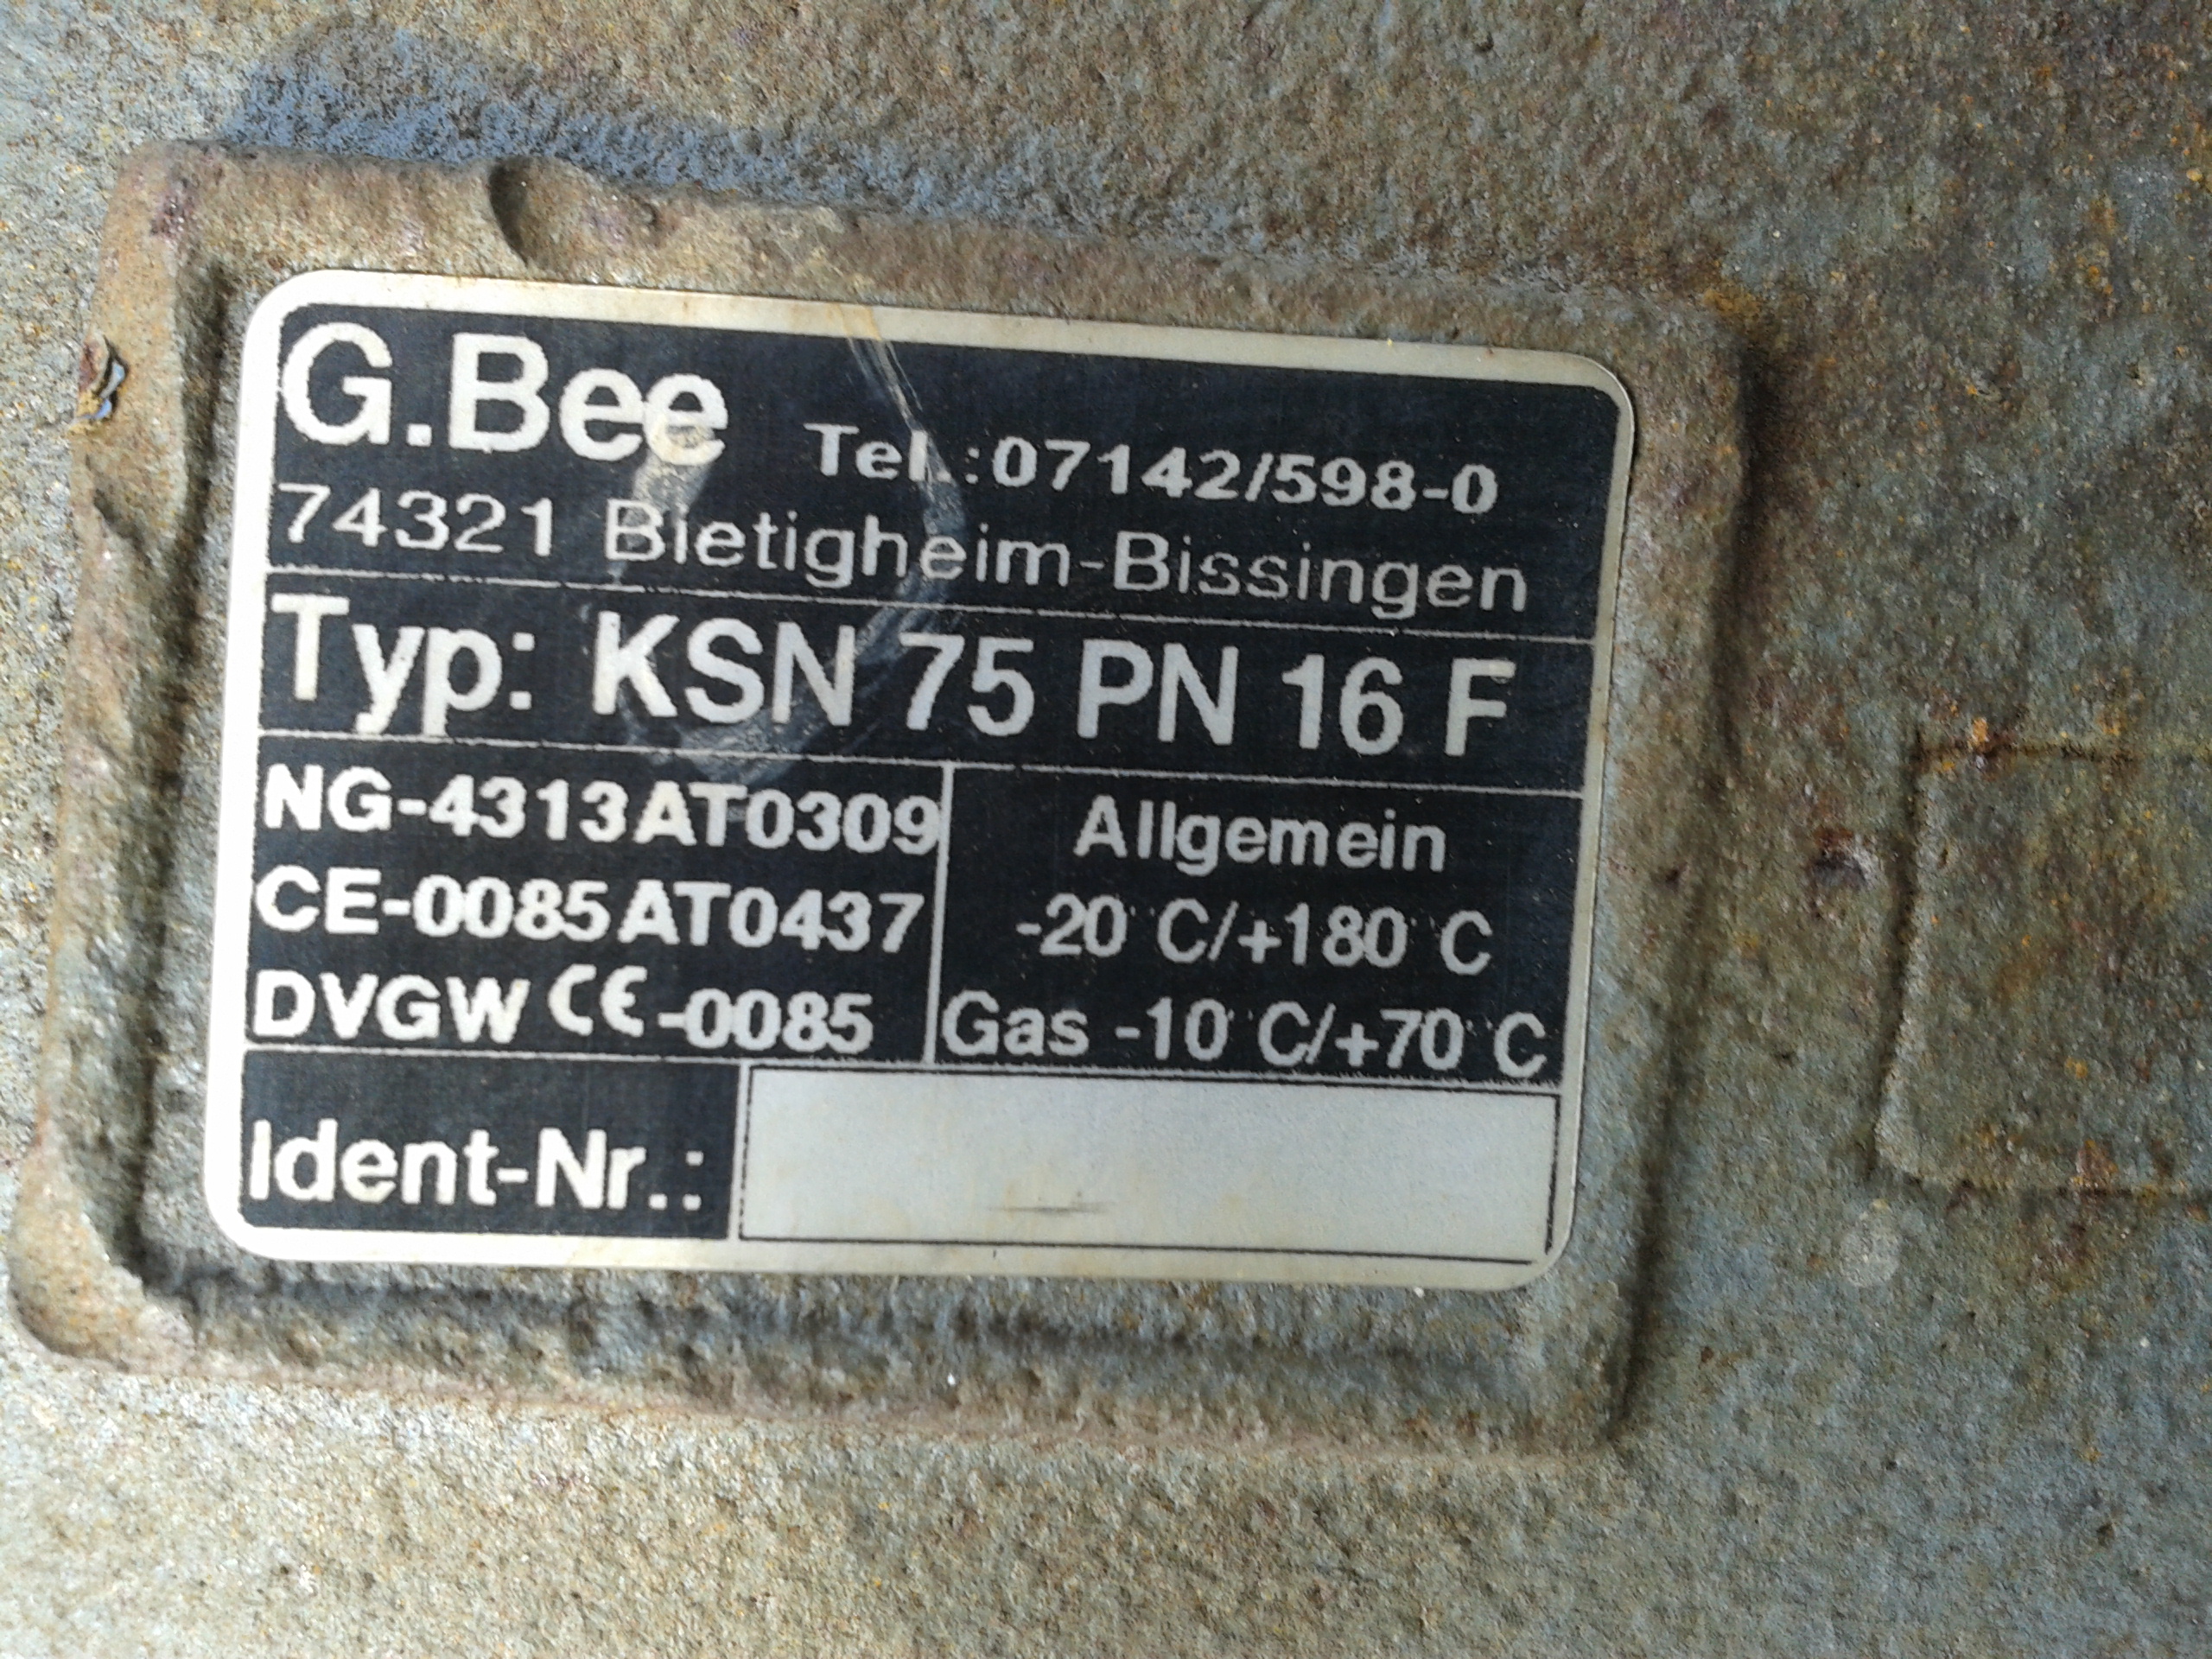 G.Bee Tel.:07142/598-0
74321 Bietigheim-Bissingen
Typ: KSN 75 PN 16 F
NG-4313AT0309
CE-0085AT0437
DVGW CE-0085
Allgemein
-20°C/+180°C
Gas -10°C/+70°C
Ident-Nr.: